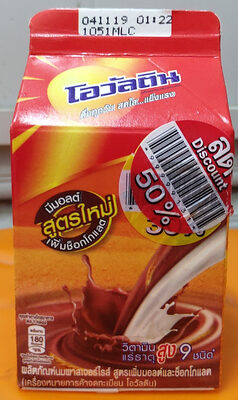 041119 01:22
1051MLC
โอวัลติน
ลด
Discount
50%
มีมอลต์
สูตรใหม่
เพิ่มช็อกโกแลต
180
วิตามิน
แร่ธาตุ สูง 9 ชนิด
ผลิตภัณฑ์นมพาสเจอร์ไรส์ สูตรเพิ่มมอลต์และช็อกโกแลต
(เครื่องหมายการค้าจดทะเบียน โอวัลติน)